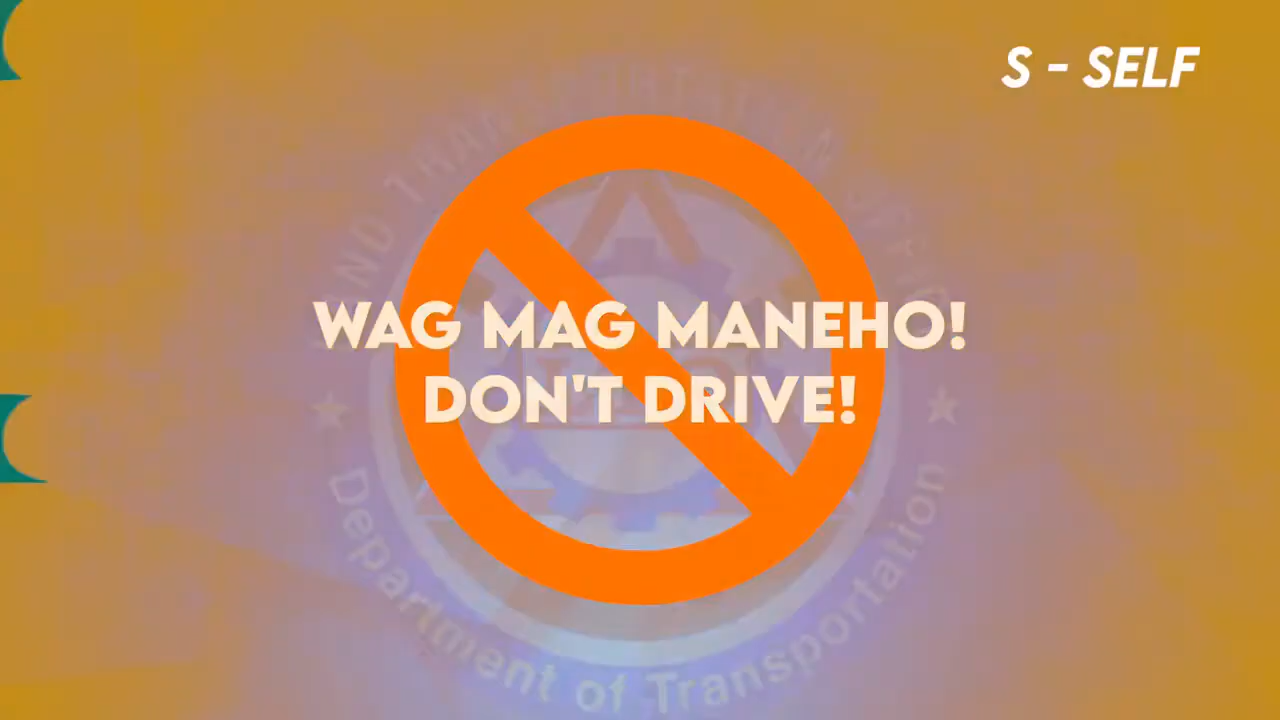 S - SELF
WAG MAG MANEHO!
DON'T DRIVE!
Department of Transportation